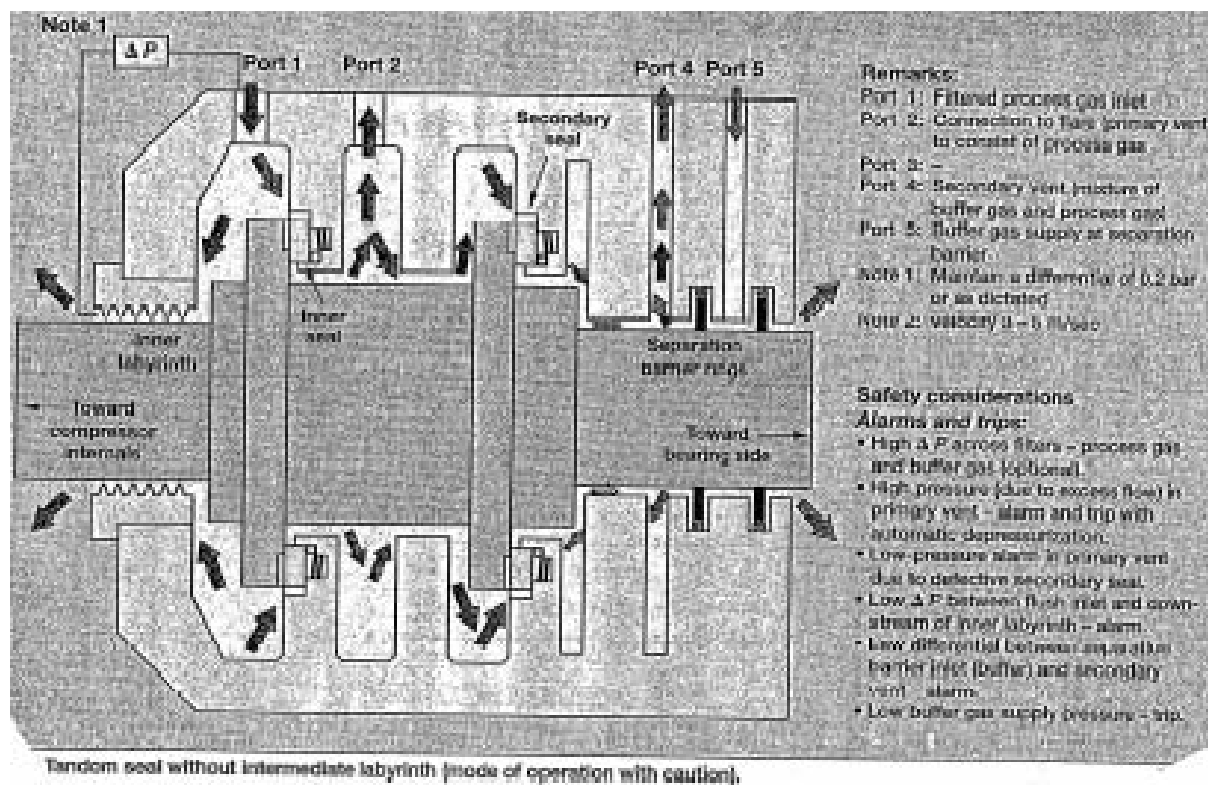 Note 1
Δ P
Port 1
Port 2
Port 4
Port 5
Secondary
seal
Inner
seal
Inner
labyrinth
Separation
barrier rings
Toward
compressor
internals
Toward
bearing side
Remarks:
Port 1: Filtered process gas inlet
Port 2: Connection to flare (primary vent
to consist of process gas
Port 3: –
Port 4: Secondary vent (mixture of
buffer gas and process gas)
Port 5: Buffer gas supply at separation
barrier
Note 1: Maintain a differential of 0.2 bar
or as dictated
Note 2: Velocity – 5 m/sec
Safety considerations
Alarms and trips:
• High Δ P across filters – process gas
and buffer gas (optional).
• High pressure (due to excess flow) in
primary vent – alarm and trip with
automatic depressurization.
• Low-pressure alarm in primary vent
due to defective secondary seal.
• Low Δ P between flush inlet and down-
stream of inner labyrinth – alarm.
• Low differential between separation
barrier inlet (buffer) and secondary
vent – alarm.
• Low buffer gas supply pressure – trip.
Tandom seal without intermediate labyrinth (mode of operation with caution).